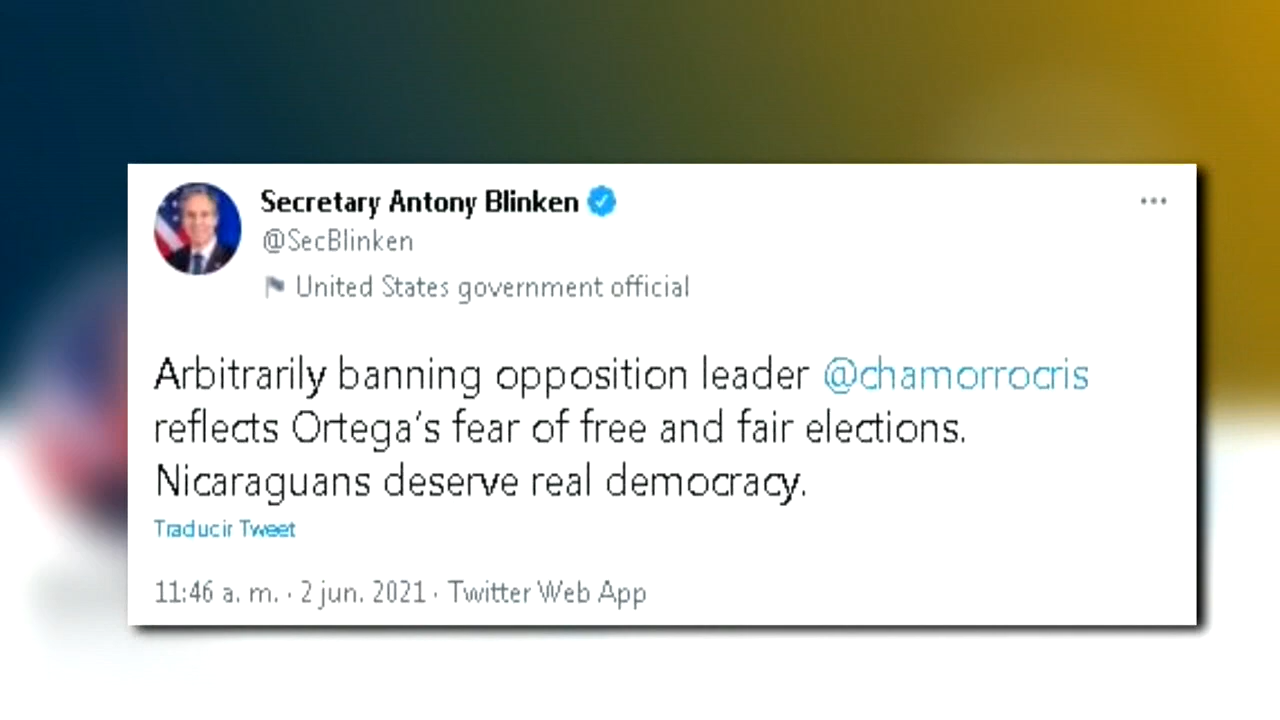 Secretary Antony Blinken
@SecBlinken
United States government official
Arbitrarily banning opposition leader @chamorrocris
reflects Ortega's fear of free and fair elections.
Nicaraguans deserve real democracy.
Traducir Tweet
11:46 a. m. · 2 jun. 2021 · Twitter Web App